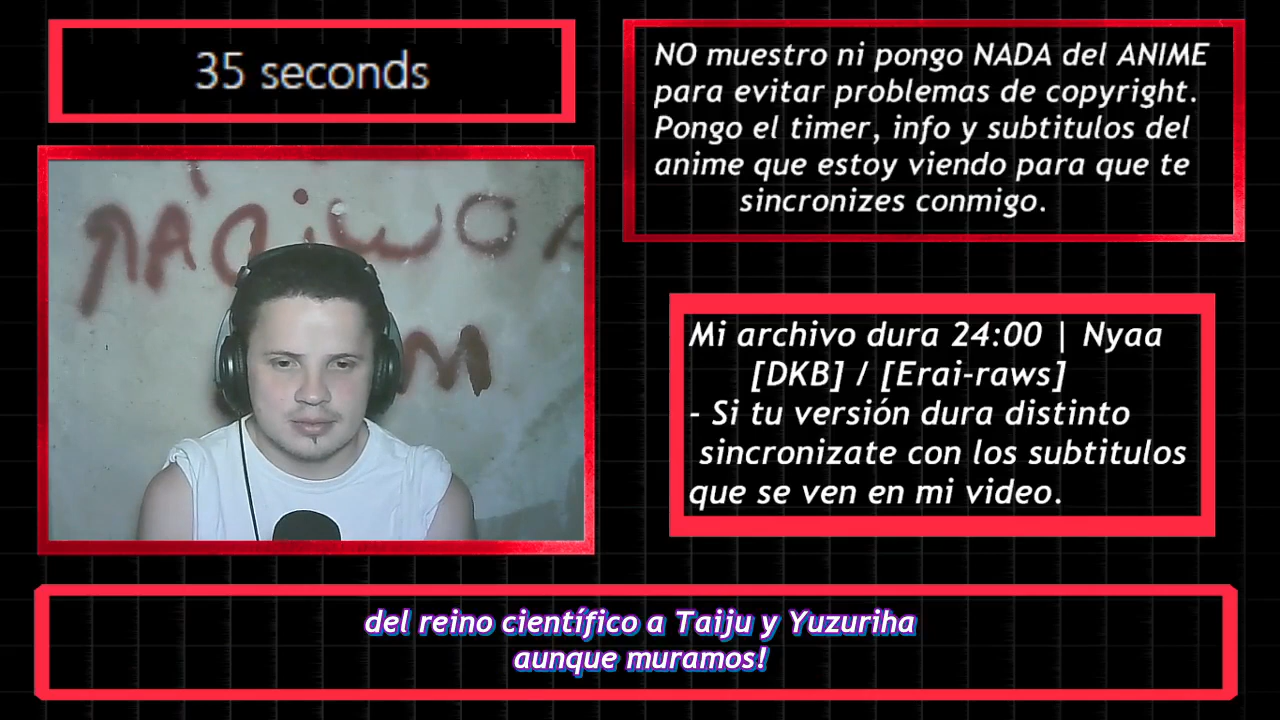 35 seconds
NO muestro ni pongo NADA del ANIME
para evitar problemas de copyright.
Pongo el timer, info y subtitulos del
anime que estoy viendo para que te
sincronizes conmigo.
Mi archivo dura 24:00 | Nyaa
[DKB] / [Erai-raws]
- Si tu versión dura distinto
sincronizate con los subtitulos
que se ven en mi video.
del reino científico a Taiju y Yuzuriha
aunque muramos!